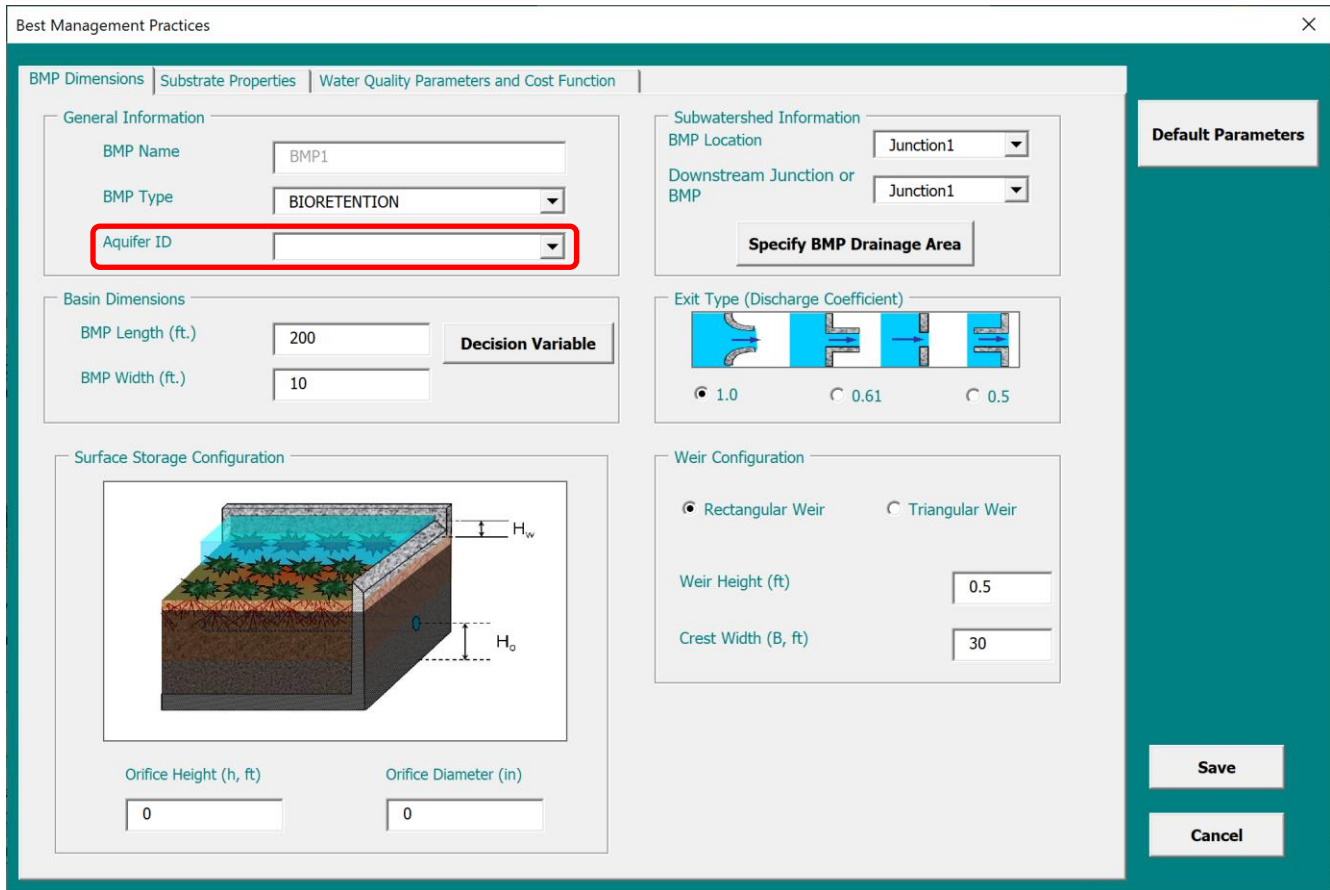 Best Management Practices
BMP Dimensions
Substrate Properties
Water Quality Parameters and Cost Function
General Information
BMP Name
BMP1
BMP Type
BIORETENTION
Aquifer ID
Subwatershed Information
BMP Location
Junction1
Downstream Junction or
BMP
Junction1
Specify BMP Drainage Area
Default Parameters
Basin Dimensions
BMP Length (ft.)
200
Decision Variable
BMP Width (ft.)
10
Exit Type (Discharge Coefficient)
1.0
0.61
0.5
Surface Storage Configuration
Hw
Ho
Orifice Height (h, ft)
Orifice Diameter (in)
0
0
Weir Configuration
Rectangular Weir
Triangular Weir
Weir Height (ft)
0.5
Crest Width (B, ft)
30
Save
Cancel